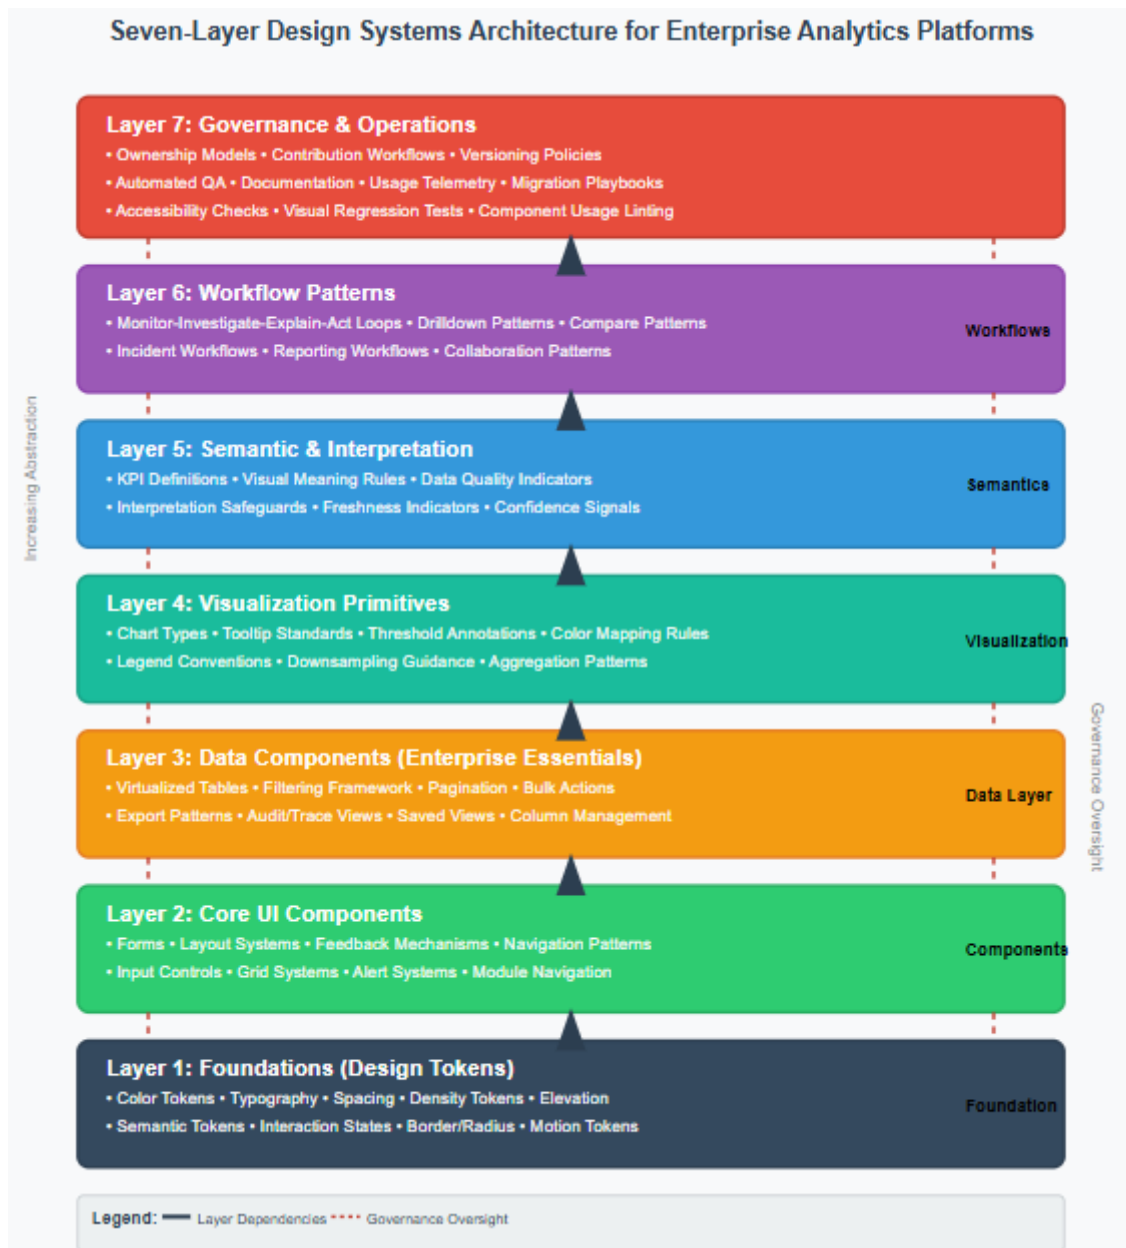 Seven-Layer Design Systems Architecture for Enterprise Analytics Platforms
Layer 7: Governance & Operations
• Ownership Models • Contribution Workflows • Versioning Policies
• Automated QA • Documentation • Usage Telemetry • Migration Playbooks
• Accessibility Checks • Visual Regression Tests • Component Usage Linting
Layer 6: Workflow Patterns
• Monitor-Investigate-Explain-Act Loops • Drilldown Patterns • Compare Patterns
• Incident Workflows • Reporting Workflows • Collaboration Patterns
Workflows
Layer 5: Semantic & Interpretation
• KPI Definitions • Visual Meaning Rules • Data Quality Indicators
• Interpretation Safeguards • Freshness Indicators • Confidence Signals
Semantics
Layer 4: Visualization Primitives
• Chart Types • Tooltip Standards • Threshold Annotations • Color Mapping Rules
• Legend Conventions • Downsampling Guidance • Aggregation Patterns
Visualization
Layer 3: Data Components (Enterprise Essentials)
• Virtualized Tables • Filtering Framework • Pagination • Bulk Actions
• Export Patterns • Audit/Trace Views • Saved Views • Column Management
Data Layer
Layer 2: Core UI Components
• Forms • Layout Systems • Feedback Mechanisms • Navigation Patterns
• Input Controls • Grid Systems • Alert Systems • Module Navigation
Components
Layer 1: Foundations (Design Tokens)
• Color Tokens • Typography • Spacing • Density Tokens • Elevation
• Semantic Tokens • Interaction States • Border/Radius • Motion Tokens
Foundation
Increasing Abstraction
Governance Oversight
Legend: Layer Dependencies Governance Oversight